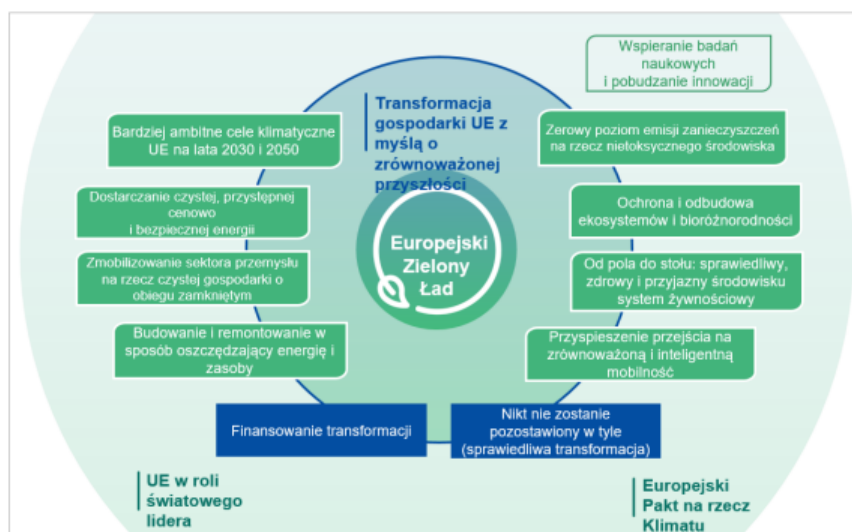 Wspieranie badań
naukowych
i pobudzanie innowacji
Transformacja
gospodarki UE z
myślą o
zrównoważonej
przyszłości
Bardziej ambitne cele klimatyczne
UE na lata 2030 i 2050
Zerowy poziom emisji zanieczyszczeń
na rzecz nietoksycznego środowiska
Dostarczanie czystej, przystępnej
cenowo
i bezpiecznej energii
Ochrona i odbudowa
ekosystemów i bioróżnorodności
Europejski
Zielony
Ład
Zmobilizowanie sektora przemysłu
na rzecz czystej gospodarki o
obiegu zamkniętym
Od pola do stołu: sprawiedliwy,
zdrowy i przyjazny środowisku
system żywnościowy
Budowanie i remontowanie w
sposób oszczędzający energię i
zasoby
Przyspieszenie przejścia na
zrównoważoną i inteligentną
mobilność
Finansowanie transformacji
Nikt nie zostanie
pozostawiony w tyle
(sprawiedliwa transformacja)
UE w roli
światowego
lidera
Europejski
Pakt na rzecz
Klimatu